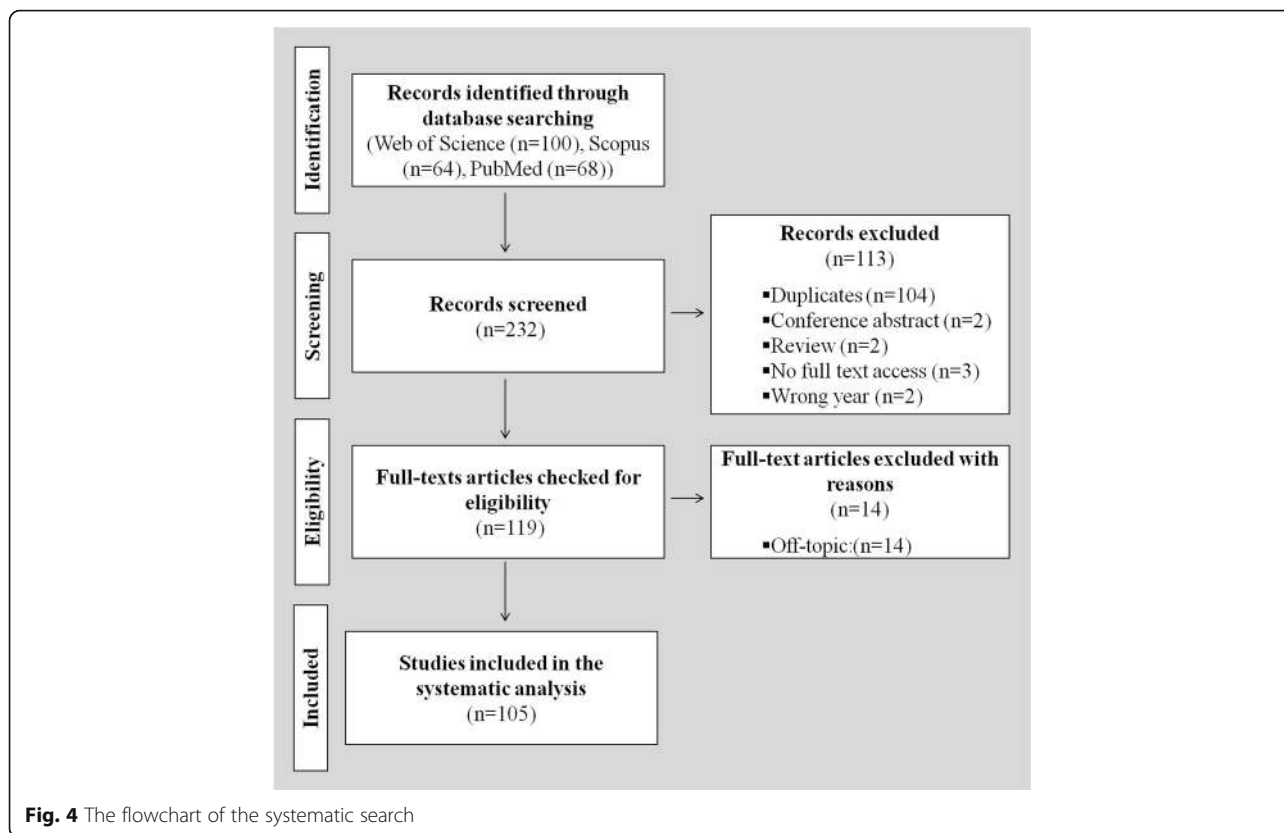 Identification
Records identified through
database searching
(Web of Science (n=100), Scopus
(n=64), PubMed (n=68))
Screening
Records screened
(n=232)
Records excluded
(n=113)
▪Duplicates (n=104)
▪Conference abstract (n=2)
▪Review (n=2)
▪No full text access (n=3)
▪Wrong year (n=2)
Eligibility
Full-texts articles checked for
eligibility
(n=119)
Full-text articles excluded with
reasons
(n=14)
▪Off-topic:(n=14)
Included
Studies included in the
systematic analysis
(n=105)
Fig. 4 The flowchart of the systematic search